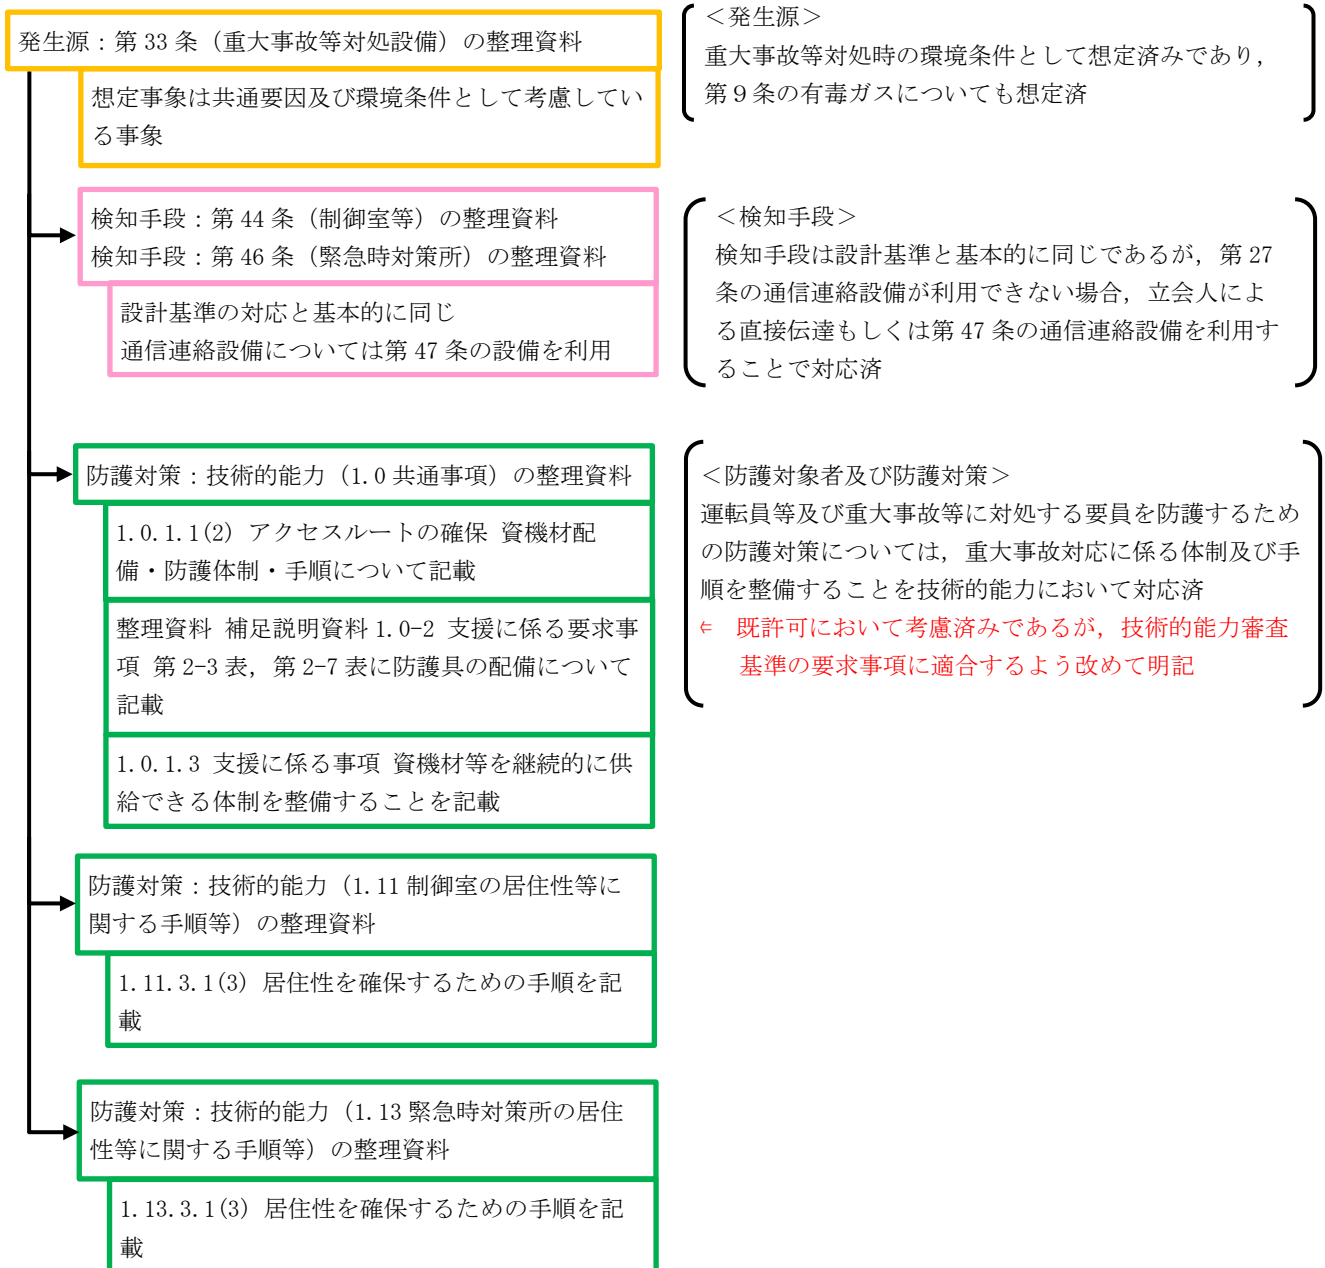 発生源：第 33 条（重大事故等対処設備）の整理資料
想定事象は共通要因及び環境条件として考慮してい
る事象
＜発生源＞
重大事故等対処時の環境条件として想定済みであり，
第９条の有毒ガスについても想定済
検知手段：第 44 条（制御室等）の整理資料
検知手段：第 46 条（緊急時対策所）の整理資料
設計基準の対応と基本的に同じ
通信連絡設備については第 47 条の設備を利用
＜検知手段＞
検知手段は設計基準と基本的に同じであるが，第 27
条の通信連絡設備が利用できない場合，立会人によ
る直接伝達もしくは第 47 条の通信連絡設備を利用す
ることで対応済
防護対策：技術的能力（1.0 共通事項）の整理資料
1.0.1.1(2) アクセスルートの確保 資機材配
備・防護体制・手順について記載
整理資料 補足説明資料 1.0-2 支援に係る要求事
項 第 2-3 表，第 2-7 表に防護具の配備について
記載
1.0.1.3 支援に係る事項 資機材等を継続的に供
給できる体制を整備することを記載
＜防護対象者及び防護対策＞
運転員等及び重大事故等に対処する要員を防護するため
の防護対策については，重大事故対応に係る体制及び手
順を整備することを技術的能力において対応済
⇐ 既許可において考慮済みであるが，技術的能力審査
基準の要求事項に適合するよう改めて明記
防護対策：技術的能力（1.11 制御室の居住性等に
関する手順等）の整理資料
1.11.3.1(3) 居住性を確保するための手順を記
載
防護対策：技術的能力（1.13 緊急時対策所の居住
性等に関する手順等）の整理資料
1.13.3.1(3) 居住性を確保するための手順を記
載